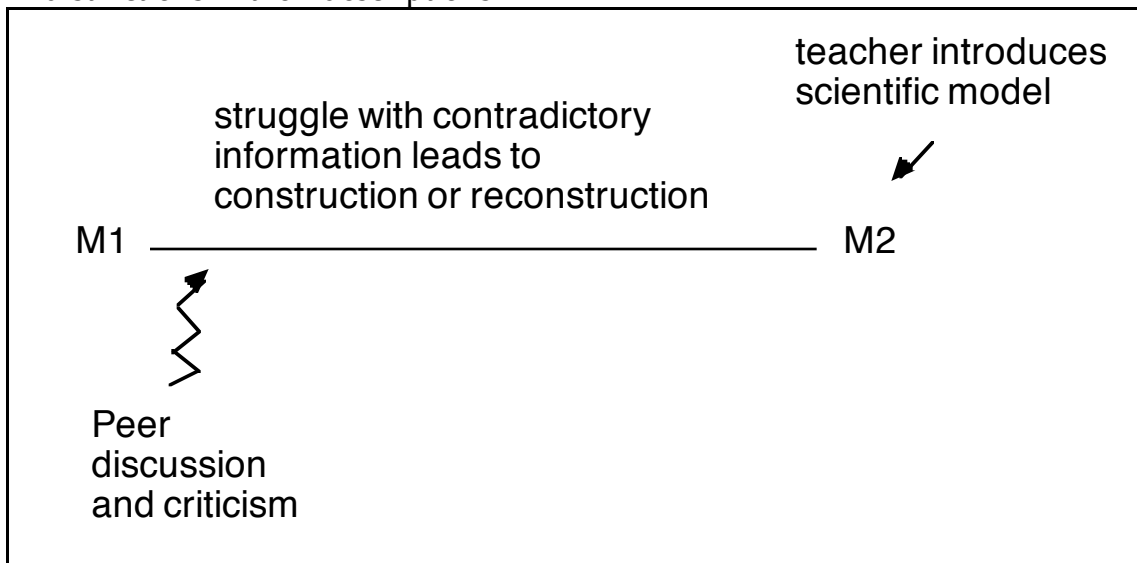 teacher introduces
scientific model
struggle with contradictory
information leads to
construction or reconstruction
M1
M2
Peer
discussion
and criticism